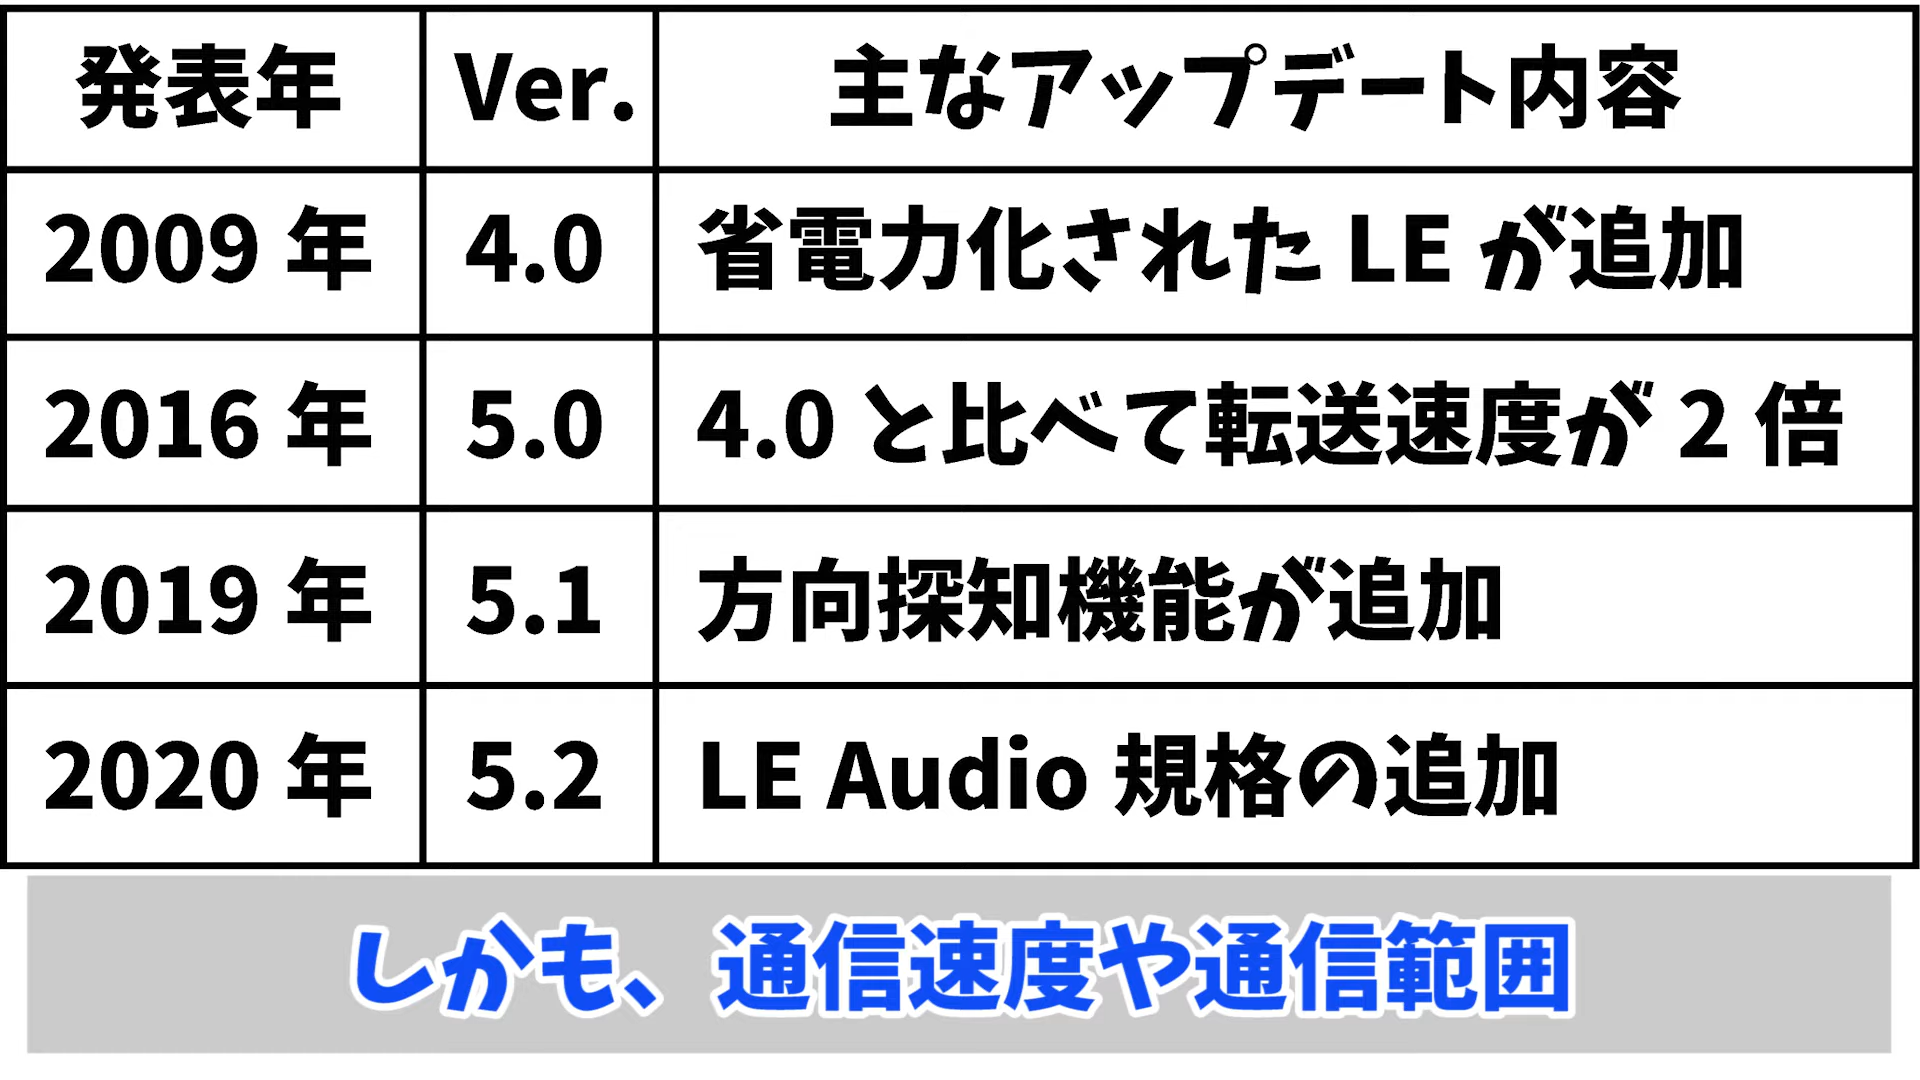 発表年 Ver. 主なアップデート内容
2009年 4.0 省電力化されたLEが追加
2016年 5.0 4.0と比べて転送速度が2倍
2019年 5.1 方向探知機能が追加
2020年 5.2 LE Audio規格の追加
しかも、通信速度や通信範囲